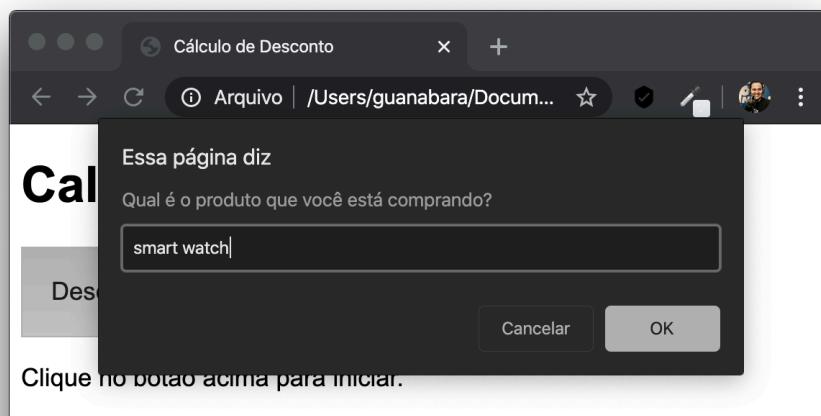 Cálculo de Desconto
Arquivo /Users/guanabara/Docum...
Essa página diz
Cal
Qual é o produto que você está comprando?
smart watch
Des
Cancelar OK
Clique no botão acima para iniciar.